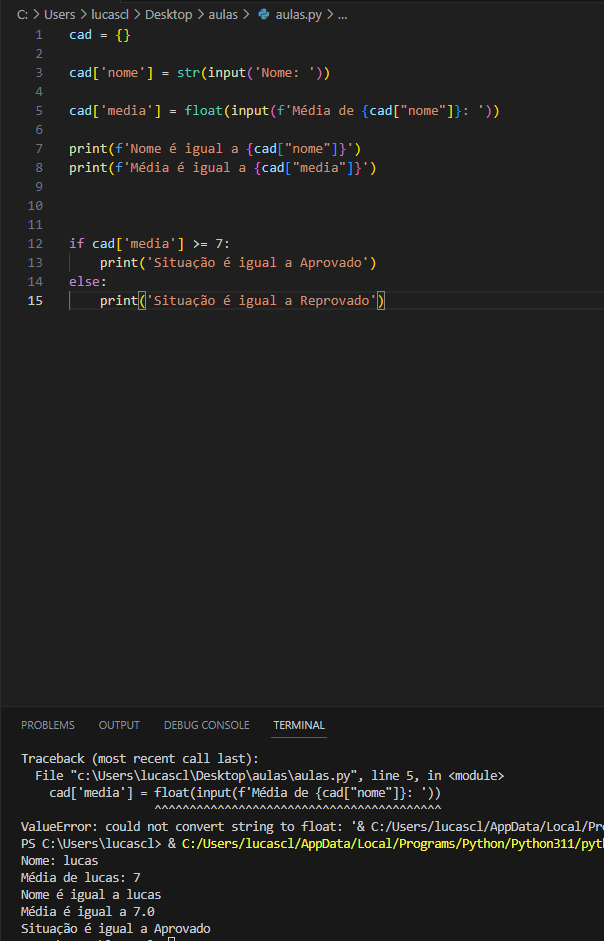 C: > Users > lucascl > Desktop > aulas > aulas.py > ...
1 cad = {}
2
3 cad['nome'] = str(input('Nome: '))
4
5 cad['media'] = float(input(f'Média de {cad["nome"]}: '))
6
7 print(f'Nome é igual a {cad["nome"]}')
8 print(f'Média é igual a {cad["media"]}')
9
10
11
12 if cad['media'] >= 7:
13     print('Situação é igual a Aprovado')
14 else:
15     print('Situação é igual a Reprovado')
PROBLEMS OUTPUT DEBUG CONSOLE TERMINAL
Traceback (most recent call last):
  File "c:\Users\lucascl\Desktop\aulas\aulas.py", line 5, in <module>
    cad['media'] = float(input(f'Média de {cad["nome"]}: '))
                   ^^^^^^^^^^^^^^^^^^^^^^^^^^^^^^^^^^^^^^^^^
ValueError: could not convert string to float: '& C:/Users/lucascl/AppData/Local/Pro
PS C:\Users\lucascl> & C:/Users/lucascl/AppData/Local/Programs/Python/Python311/pyth
Nome: lucas
Média de lucas: 7
Nome é igual a lucas
Média é igual a 7.0
Situação é igual a Aprovado